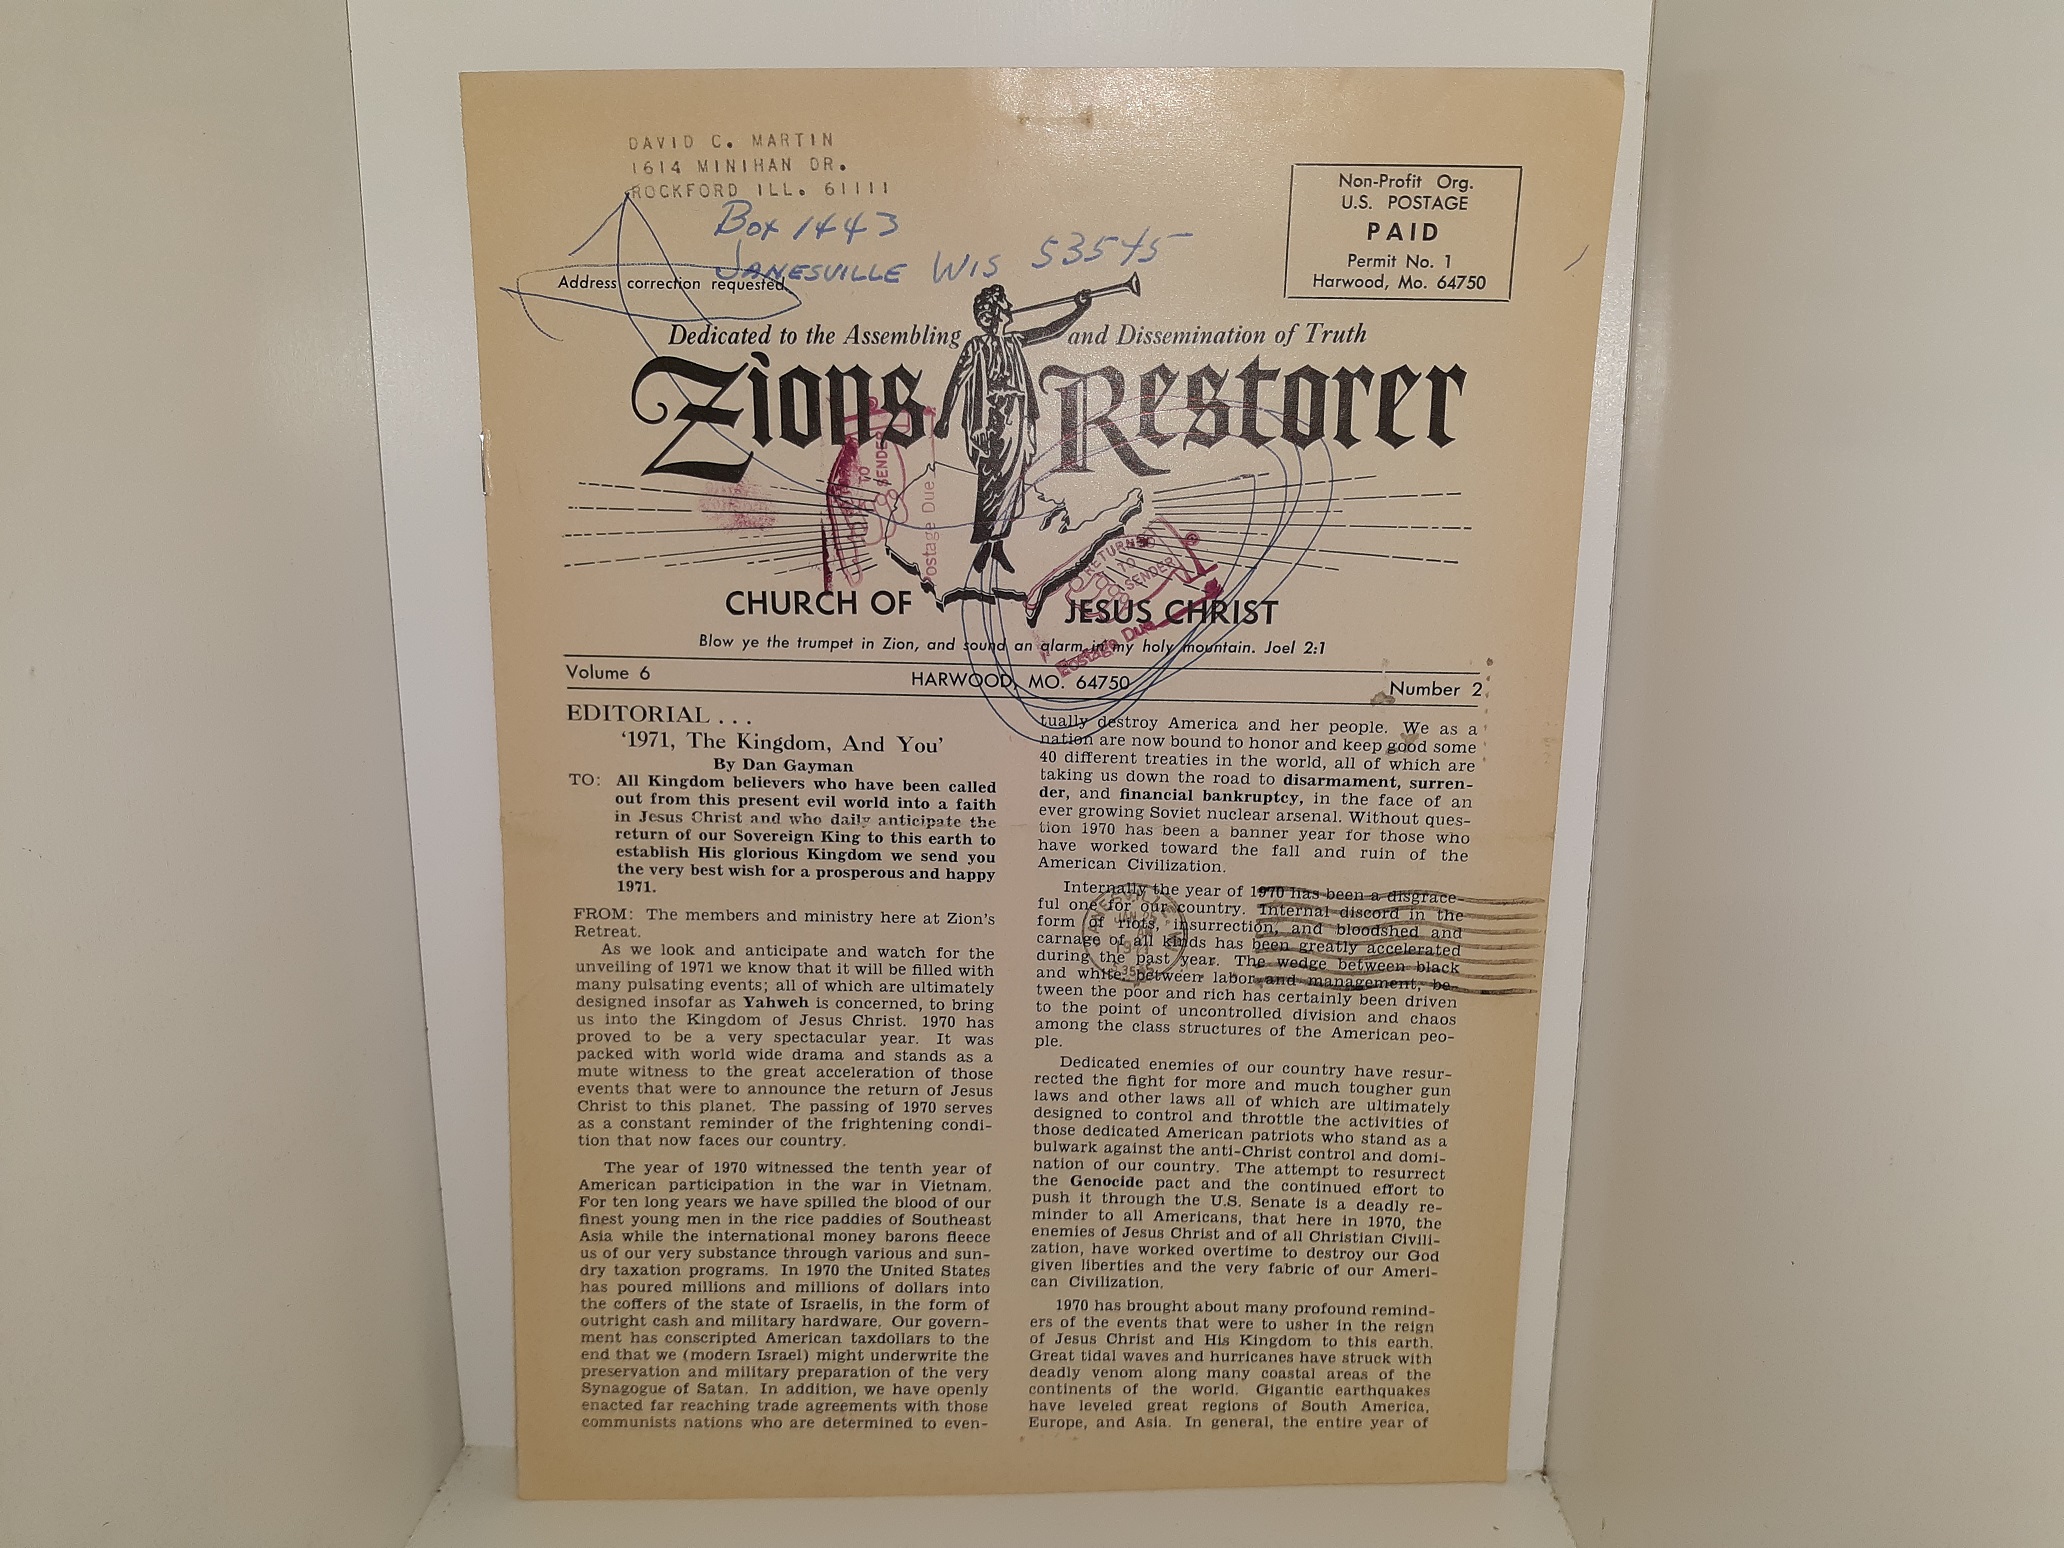 DAVID C. MARTIN
1614 MINIHAN DR.
ROCKFORD ILL. 61111
Box 1443
JANESVILLE WIS 53545
Address correction requested
Non-Profit Org.
U.S. POSTAGE
PAID
Permit No. 1
Harwood, Mo. 64750
Dedicated to the Assembling and Dissemination of Truth
Zions Restorer
TO SENDER
Postage Due
RETURNED
TO
SENDER
Postage Due
CHURCH OF JESUS CHRIST
Blow ye the trumpet in Zion, and sound an alarm in my holy mountain. Joel 2:1
Volume 6 HARWOOD, MO. 64750 Number 2
EDITORIAL . . .
'1971, The Kingdom, And You'
By Dan Gayman
TO: All Kingdom believers who have been called
out from this present evil world into a faith
in Jesus Christ and who daily anticipate the
return of our Sovereign King to this earth to
establish His glorious Kingdom we send you
the very best wish for a prosperous and happy
1971.
FROM: The members and ministry here at Zion's
Retreat.
As we look and anticipate and watch for the
unveiling of 1971 we know that it will be filled with
many pulsating events; all of which are ultimately
designed insofar as Yahweh is concerned, to bring
us into the Kingdom of Jesus Christ. 1970 has
proved to be a very spectacular year. It was
packed with world wide drama and stands as a
mute witness to the great acceleration of those
events that were to announce the return of Jesus
Christ to this planet. The passing of 1970 serves
as a constant reminder of the frightening condi-
tion that now faces our country.
The year of 1970 witnessed the tenth year of
American participation in the war in Vietnam.
For ten long years we have spilled the blood of our
finest young men in the rice paddies of Southeast
Asia while the international money barons fleece
us of our very substance through various and sun-
dry taxation programs. In 1970 the United States
has poured millions and millions of dollars into
the coffers of the state of Israelis, in the form of
outright cash and military hardware. Our govern-
ment has conscripted American taxdollars to the
end that we (modern Israel) might underwrite the
preservation and military preparation of the very
Synagogue of Satan. In addition, we have openly
enacted far reaching trade agreements with those
communists nations who are determined to even-
tually destroy America and her people. We as a
nation are now bound to honor and keep good some
40 different treaties in the world, all of which are
taking us down the road to disarmament, surren-
der, and financial bankruptcy, in the face of an
ever growing Soviet nuclear arsenal. Without ques-
tion 1970 has been a banner year for those who
have worked toward the fall and ruin of the
American Civilization.
Internally the year of 1970 has been a disgrace-
ful one for our country. Internal discord in the
form of riots, insurrection, and bloodshed and
carnage of all kinds has been greatly accelerated
during the past year. The wedge between black
and white, between labor and management, be-
tween the poor and rich has certainly been driven
to the point of uncontrolled division and chaos
among the class structures of the American peo-
ple.
Dedicated enemies of our country have resur-
rected the fight for more and much tougher gun
laws and other laws all of which are ultimately
designed to control and throttle the activities of
those dedicated American patriots who stand as a
bulwark against the anti-Christ control and domi-
nation of our country. The attempt to resurrect
the Genocide pact and the continued effort to
push it through the U.S. Senate is a deadly re-
minder to all Americans, that here in 1970, the
enemies of Jesus Christ and of all Christian Civili-
zation, have worked overtime to destroy our God
given liberties and the very fabric of our Ameri-
can Civilization.
1970 has brought about many profound remind-
ers of the events that were to usher in the reign
of Jesus Christ and His Kingdom to this earth.
Great tidal waves and hurricanes have struck with
deadly venom along many coastal areas of the
continents of the world. Gigantic earthquakes
have leveled great regions of South America,
Europe, and Asia. In general, the entire year of